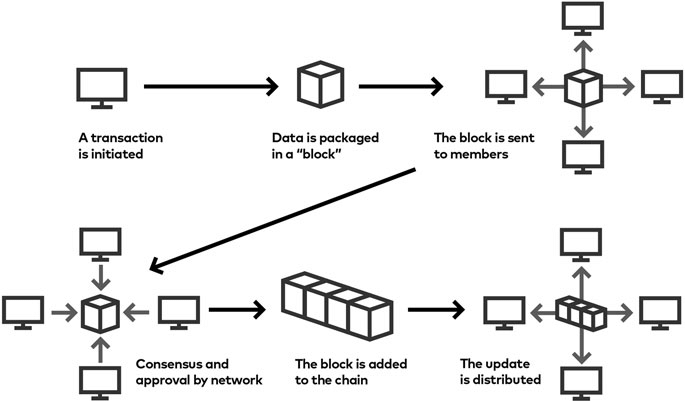 A transaction
is initiated
Data is packaged
in a “block”
The block is sent
to members
Consensus and
approval by network
The block is added
to the chain
The update
is distributed